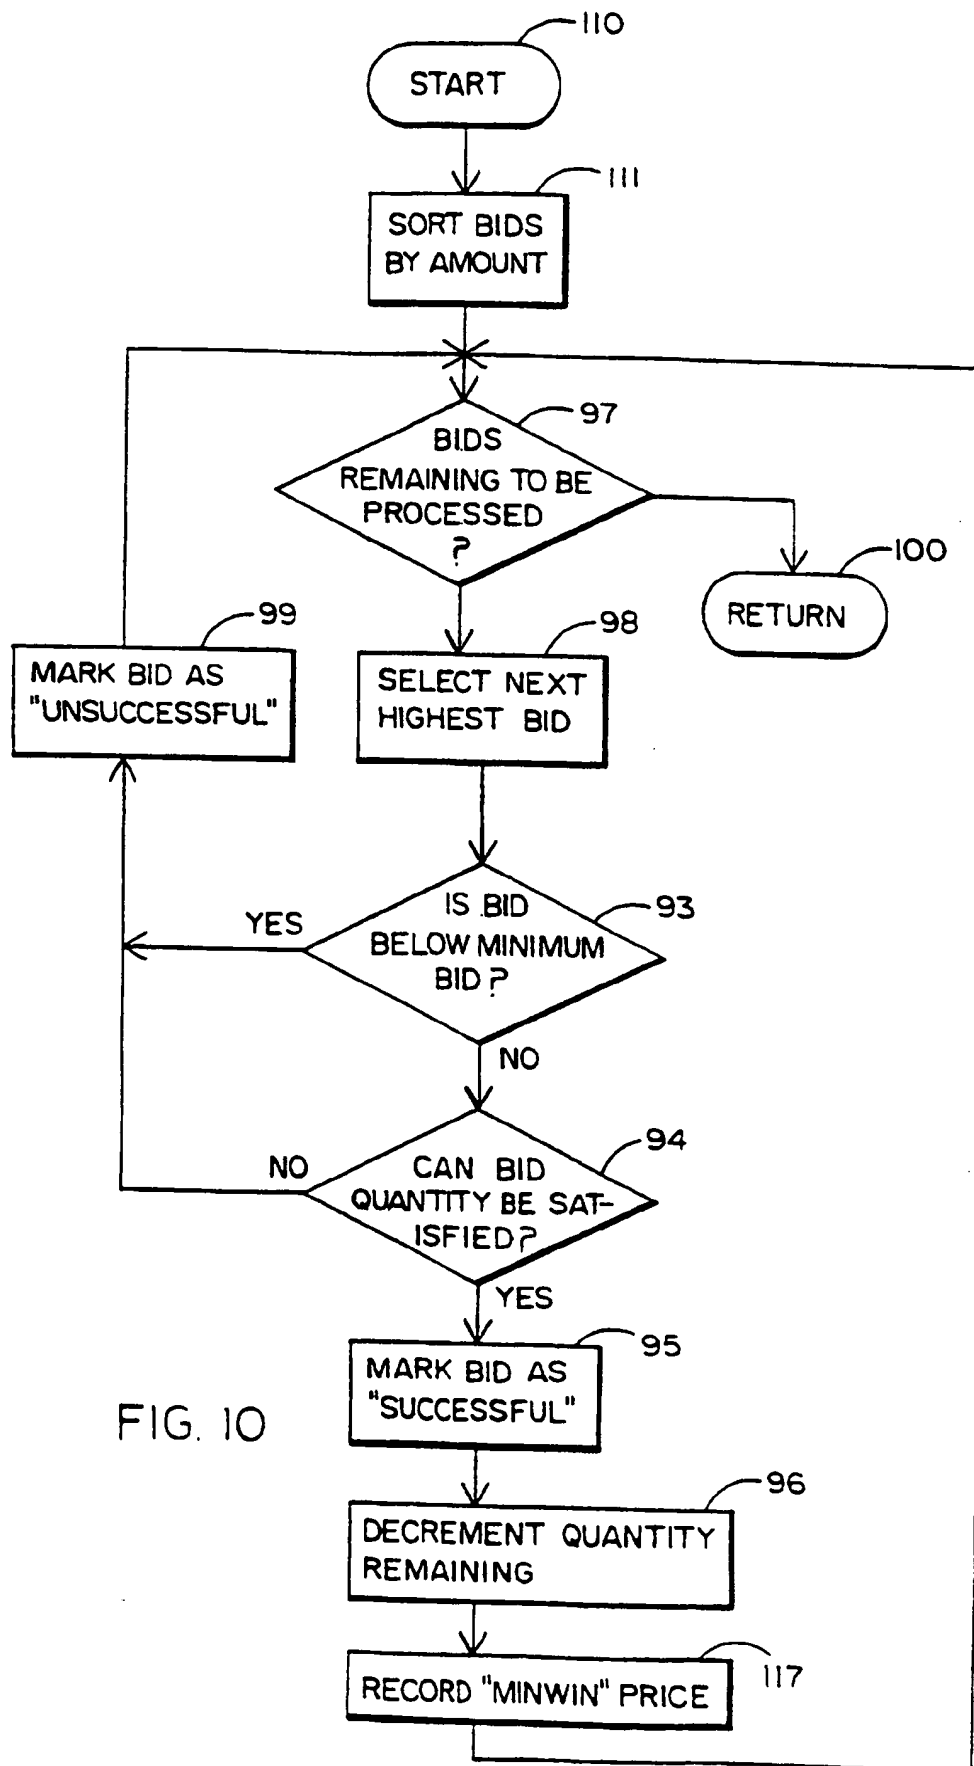 110
START
111
SORT BIDS
BY AMOUNT
97
BIDS
REMAINING TO BE
PROCESSED
?
100
RETURN
99
MARK BID AS
"UNSUCCESSFUL"
98
SELECT NEXT
HIGHEST BID
93
IS BID
BELOW MINIMUM
BID?
YES
NO
94
CAN BID
QUANTITY BE SAT-
ISFIED?
NO
YES
95
MARK BID AS
"SUCCESSFUL"
FIG. 10
96
DECREMENT QUANTITY
REMAINING
117
RECORD "MINWIN" PRICE